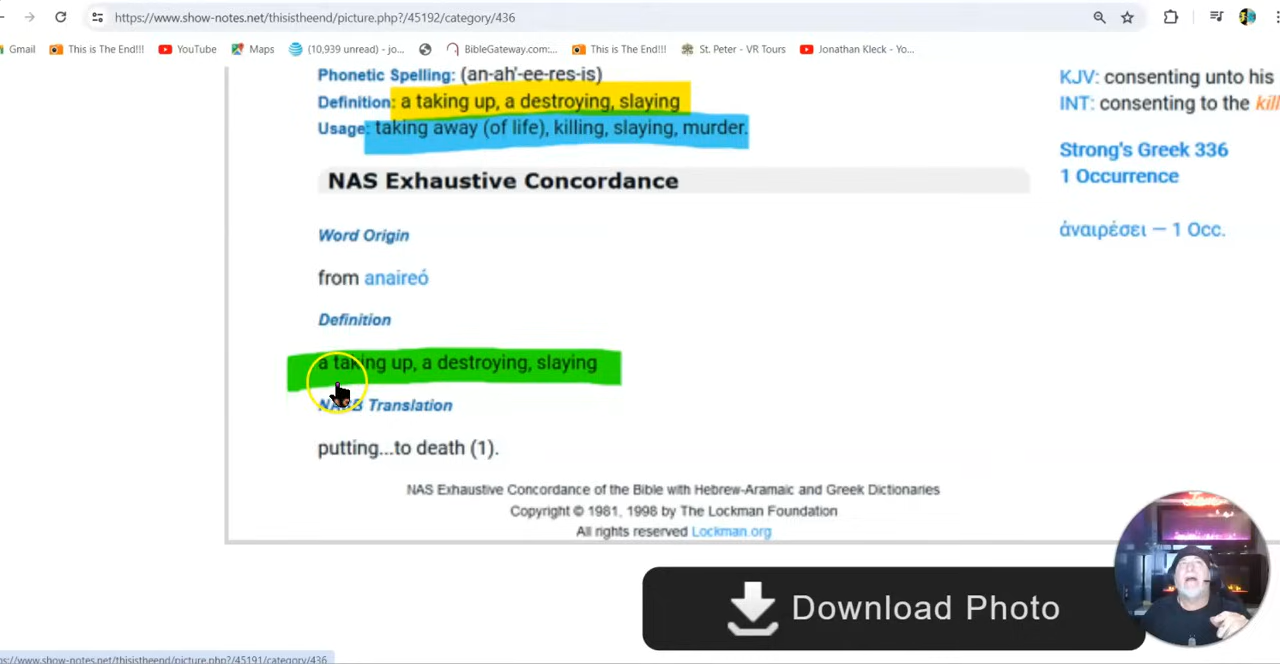 https://www.show-notes.net/thisistheend/picture.php?/45192/category/436
Gmail This is The End!!! YouTube Maps (10,939 unread) - jo... BibleGateway.com:... This is The End!!! St. Peter - VR Tours Jonathan Kleck - Yo...
Phonetic Spelling: (an-ah'-ee-res-is)
Definition: a taking up, a destroying, slaying
Usage: taking away (of life), killing, slaying, murder.
NAS Exhaustive Concordance
Word Origin
from anaireó
Definition
a taking up, a destroying, slaying
NASB Translation
putting...to death (1).
NAS Exhaustive Concordance of the Bible with Hebrew-Aramaic and Greek Dictionaries
Copyright © 1981, 1998 by The Lockman Foundation
All rights reserved Lockman.org
KJV: consenting unto his
INT: consenting to the kill
Strong's Greek 336
1 Occurrence
ἀναιρέσει — 1 Occ.
Download Photo
ps://www.show-notes.net/thisistheend/picture.php?/45191/category/436